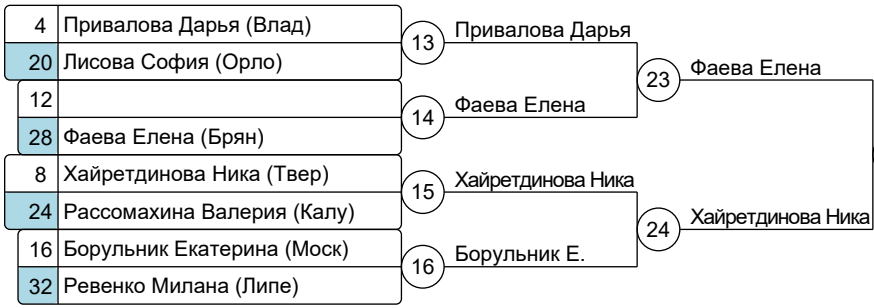 4 Привалова Дарья (Влад)
20 Лисова София (Орло)
13 Привалова Дарья
12
28 Фаева Елена (Брян)
14 Фаева Елена
23 Фаева Елена
8 Хайретдинова Ника (Твер)
24 Рассомахина Валерия (Калу)
15 Хайретдинова Ника
16 Борульник Екатерина (Моск)
32 Ревенко Милана (Липе)
16 Борульник Е.
24 Хайретдинова Ника